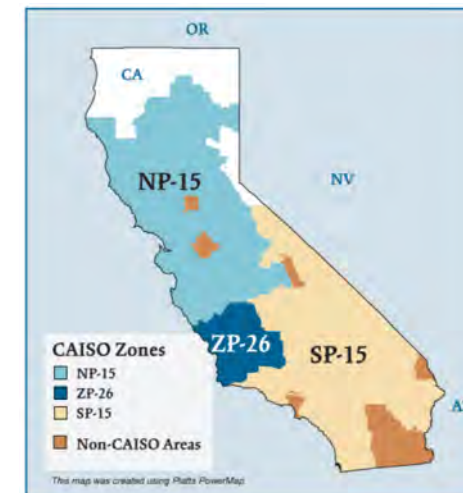 OR
CA
NV
NP-15
ZP-26
SP-15
A
CAISO Zones
NP-15
ZP-26
SP-15
Non-CAISO Areas
This map was created using Platts PowerMap